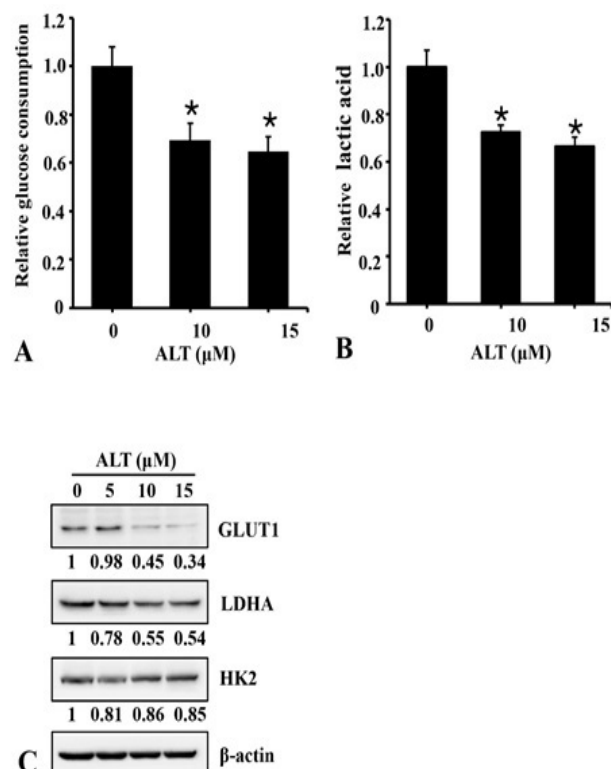 Relative glucose consumption
1.2
1.0
0.8
0.6
0.4
0.2
0
*
*
0 10 15
ALT (μM)
A
Relative lactic acid
1.2
1.0
0.8
0.6
0.4
0.2
0
*
*
0 10 15
ALT (μM)
B
ALT (μM)
0 5 10 15
GLUT1
1 0.98 0.45 0.34
LDHA
1 0.78 0.55 0.54
HK2
1 0.81 0.86 0.85
β-actin
C